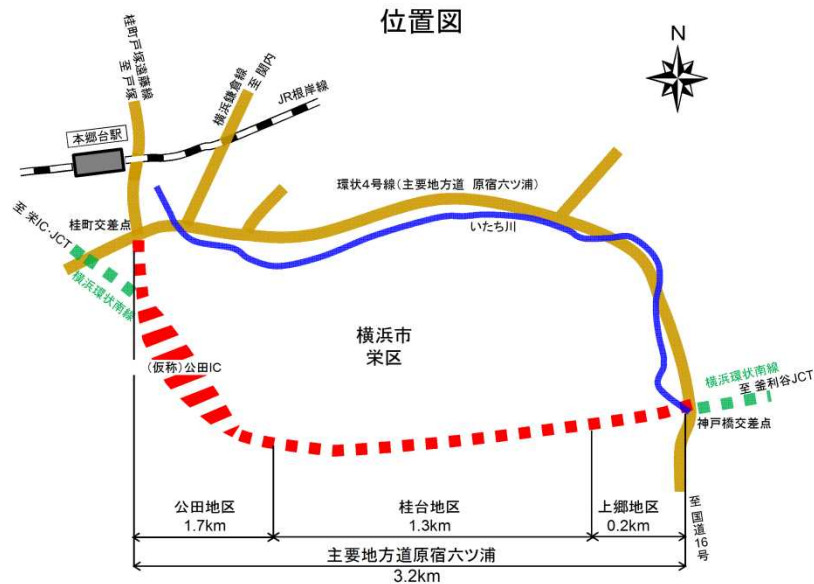 位置図
N
桂町戸塚遠藤線
至 戸塚
横浜鎌倉線
至 関内
JR根岸線
本郷台駅
環状4号線(主要地方道 原宿六ツ浦)
いたち川
至 栄IC・JCT
桂町交差点
横浜環状南線
横浜市
栄区
(仮称)公田IC
横浜環状南線
至 釜利谷JCT
神戸橋交差点
公田地区
1.7km
桂台地区
1.3km
上郷地区
0.2km
至 国道16号
主要地方道原宿六ツ浦
3.2km